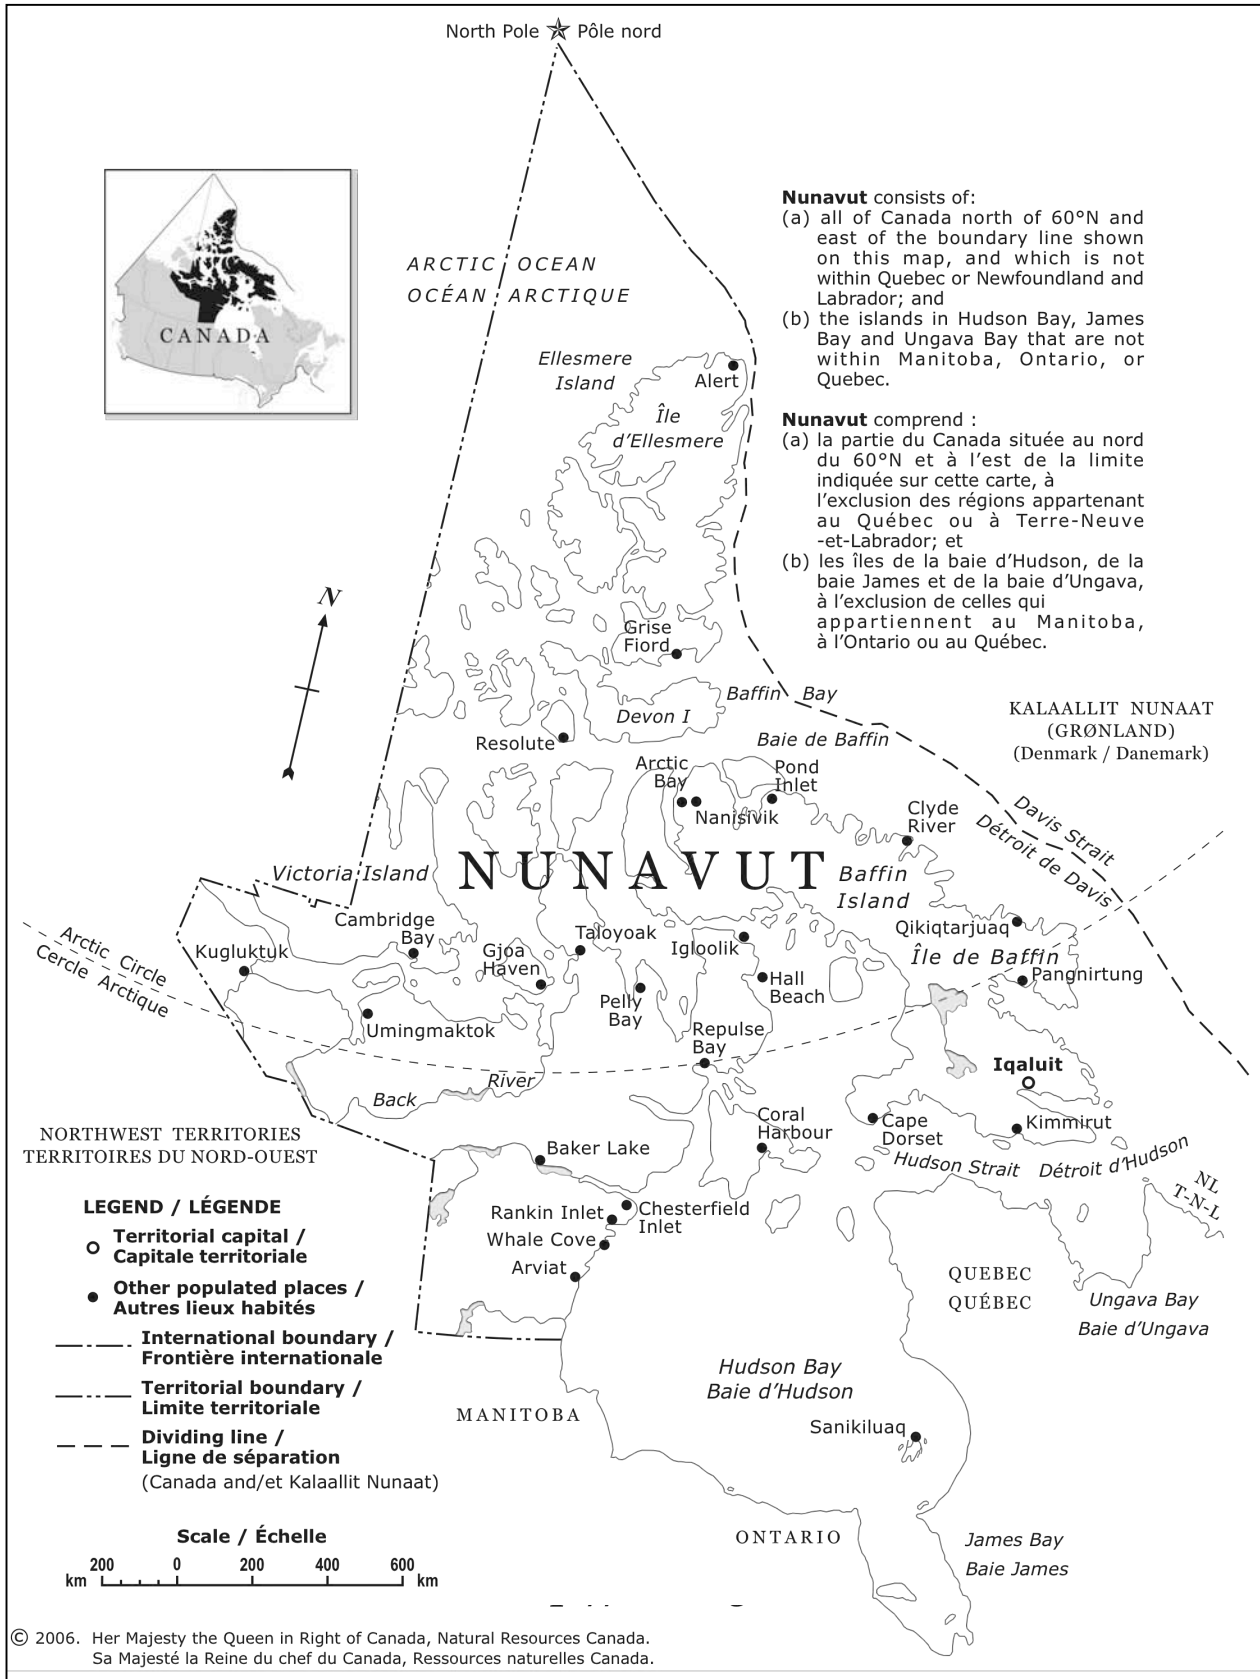 North Pole Pôle nord
CANADA
ARCTIC OCEAN
OCÉAN ARCTIQUE
Nunavut consists of:
(a) all of Canada north of 60°N and
east of the boundary line shown
on this map, and which is not
within Quebec or Newfoundland and
Labrador; and
(b) the islands in Hudson Bay, James
Bay and Ungava Bay that are not
within Manitoba, Ontario, or
Quebec.
Nunavut comprend :
(a) la partie du Canada située au nord
du 60°N et à l'est de la limite
indiquée sur cette carte, à
l'exclusion des régions appartenant
au Québec ou à Terre-Neuve
-et-Labrador; et
(b) les îles de la baie d'Hudson, de la
baie James et de la baie d'Ungava,
à l'exclusion de celles qui
appartiennent au Manitoba,
à l'Ontario ou au Québec.
Ellesmere
Island
Alert
Île
d'Ellesmere
N
Grise
Fiord
Baffin Bay
Devon I
Baie de Baffin
Resolute
KALAALLIT NUNAAT
(GRØNLAND)
(Denmark / Danemark)
Arctic
Bay
Pond
Inlet
Nanisivik
Clyde
River
Davis Strait
Détroit de Davis
NUNAVUT
Victoria Island
Baffin
Island
Cambridge
Bay
Kugluktuk
Gjoa
Haven
Taloyoak
Igloolik
Qikiqtarjuaq
Île de Baffin
Pangnirtung
Arctic Circle
Cercle Arctique
Pelly
Bay
Hall
Beach
Umingmaktok
Repulse
Bay
Iqaluit
Back River
Coral
Harbour
Cape
Dorset
Kimmirut
NORTHWEST TERRITORIES
TERRITOIRES DU NORD-OUEST
Baker Lake
Hudson Strait Détroit d'Hudson
NL
T-N-L
Rankin Inlet
Chesterfield
Inlet
Whale Cove
Arviat
QUEBEC
QUÉBEC
Ungava Bay
Baie d'Ungava
Hudson Bay
Baie d'Hudson
MANITOBA
Sanikiluaq
ONTARIO
James Bay
Baie James
LEGEND / LÉGENDE
Territorial capital /
Capitale territoriale
Other populated places /
Autres lieux habités
International boundary /
Frontière internationale
Territorial boundary /
Limite territoriale
Dividing line /
Ligne de séparation
(Canada and/et Kalaallit Nunaat)
Scale / Échelle
200 0 200 400 600
km km
© 2006. Her Majesty the Queen in Right of Canada, Natural Resources Canada.
Sa Majesté la Reine du chef du Canada, Ressources naturelles Canada.